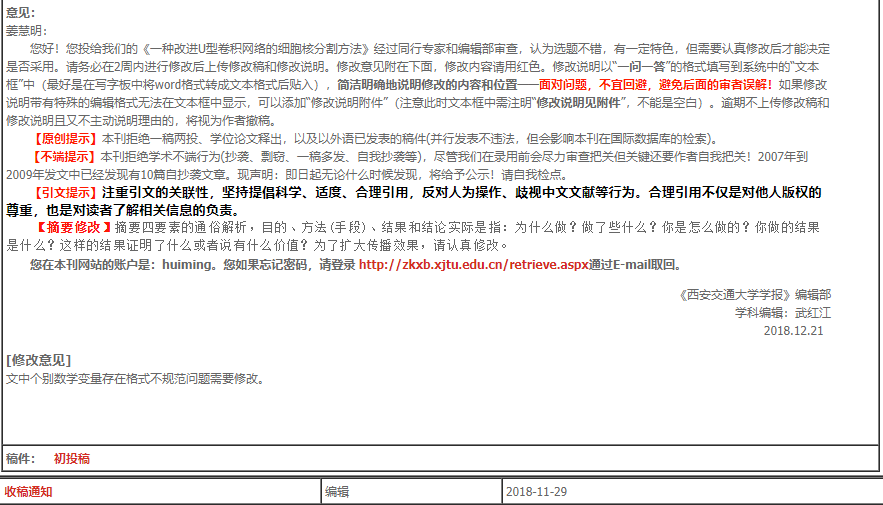 意见：
姜慧明：
您好！您投给我们的《一种改进U型卷积网络的细胞核分割方法》经过同行专家和编辑部审查，认为选题不错，有一定特色，但需要认真修改后才能决定
是否采用。请务必在2周内进行修改后上传修改稿和修改说明。修改意见附在下面，修改内容请用红色。修改说明以“一问一答”的格式填写到系统中的“文本
框”中（最好是在写字板中将word格式转成文本格式后贴入），简洁明确地说明修改的内容和位置——面对问题，不宜回避，避免后面的审者误解！如果修改
说明带有特殊的编辑格式无法在文本框中显示，可以添加“修改说明附件”（注意此时文本框中需注明“修改说明见附件”，不能是空白）。逾期不上传修改稿和
修改说明且又不主动说明理由的，将视为作者撤稿。
【原创提示】本刊拒绝一稿两投、学位论文释出，以及以外语已发表的稿件(并行发表不违法，但会影响本刊在国际数据库的检索)。
【不端提示】本刊拒绝学术不端行为(抄袭、剽窃、一稿多发、自我抄袭等)，尽管我们在录用前会尽力审查把关但关键还要作者自我把关！2007年到
2009年发文中已经发现有10篇自抄袭文章。现声明：即日起无论什么时候发现，将给予公示！请自我检点。
【引文提示】注重引文的关联性，坚持提倡科学、适度、合理引用，反对人为操作、歧视中文文献等行为。合理引用不仅是对他人版权的
尊重，也是对读者了解相关信息的负责。
【摘要修改】摘要四要素的通俗解析，目的、方法(手段)、结果和结论实际是指：为什么做？做了些什么？你是怎么做的？你做的结果
是什么？这样的结果证明了什么或者说有什么价值？为了扩大传播效果，请认真修改。
您在本刊网站的账户是：huiming。您如果忘记密码，请登录 http://zkxb.xjtu.edu.cn/retrieve.aspx通过E-mail取回。
《西安交通大学学报》编辑部
学科编辑：武红江
2018.12.21
[修改意见]
文中个别数学变量存在格式不规范问题需要修改。
稿件： 初投稿
收稿通知 编辑 2018-11-29